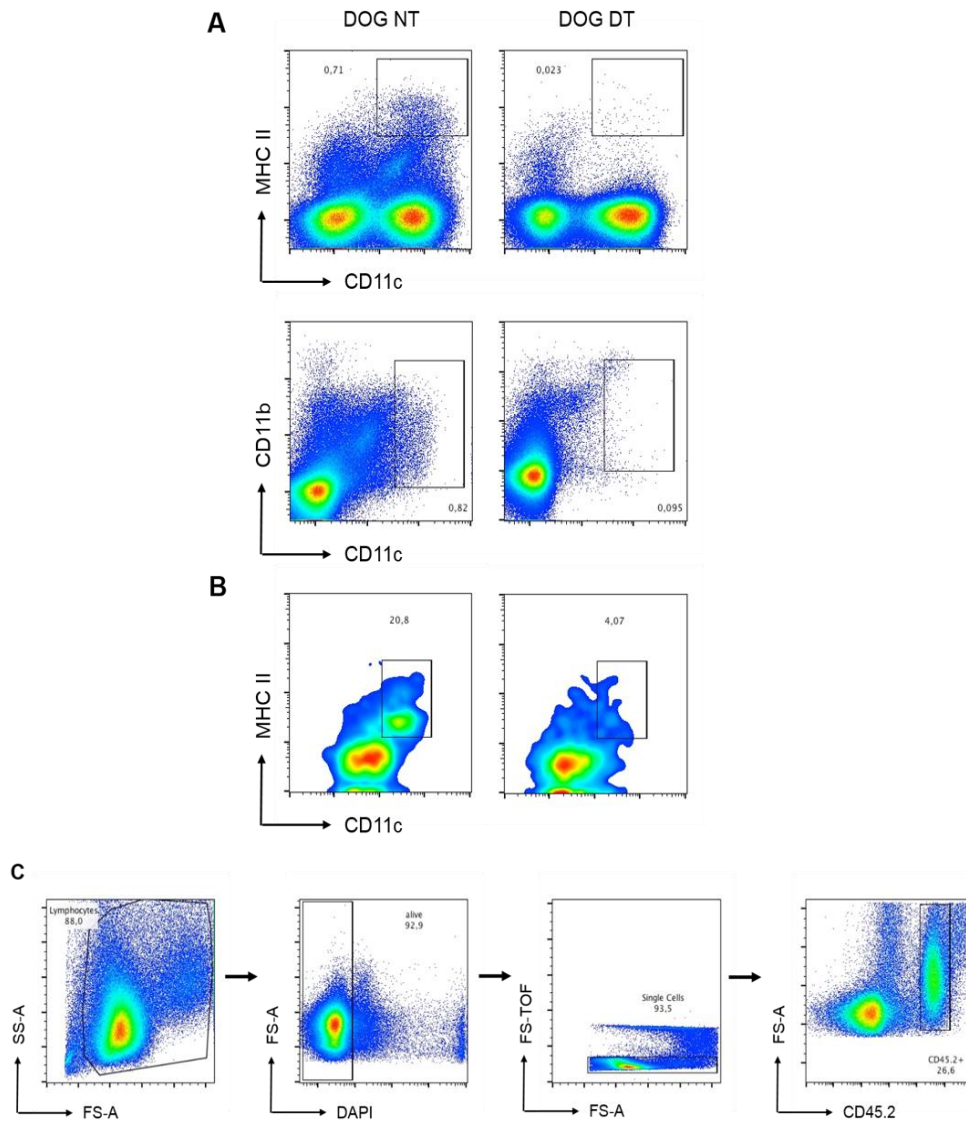 DOG NT
DOG DT
A
0,71
0,023
MHC II
CD11c
CD11b
0,82
0,095
CD11c
B
20,8
4,07
MHC II
CD11c
C
Lymphocytes
88,0
SS-A
FS-A
alive
92,9
FS-A
DAPI
Single Cells
93,5
FS-TOF
FS-A
CD45.2+
26,6
FS-A
CD45.2